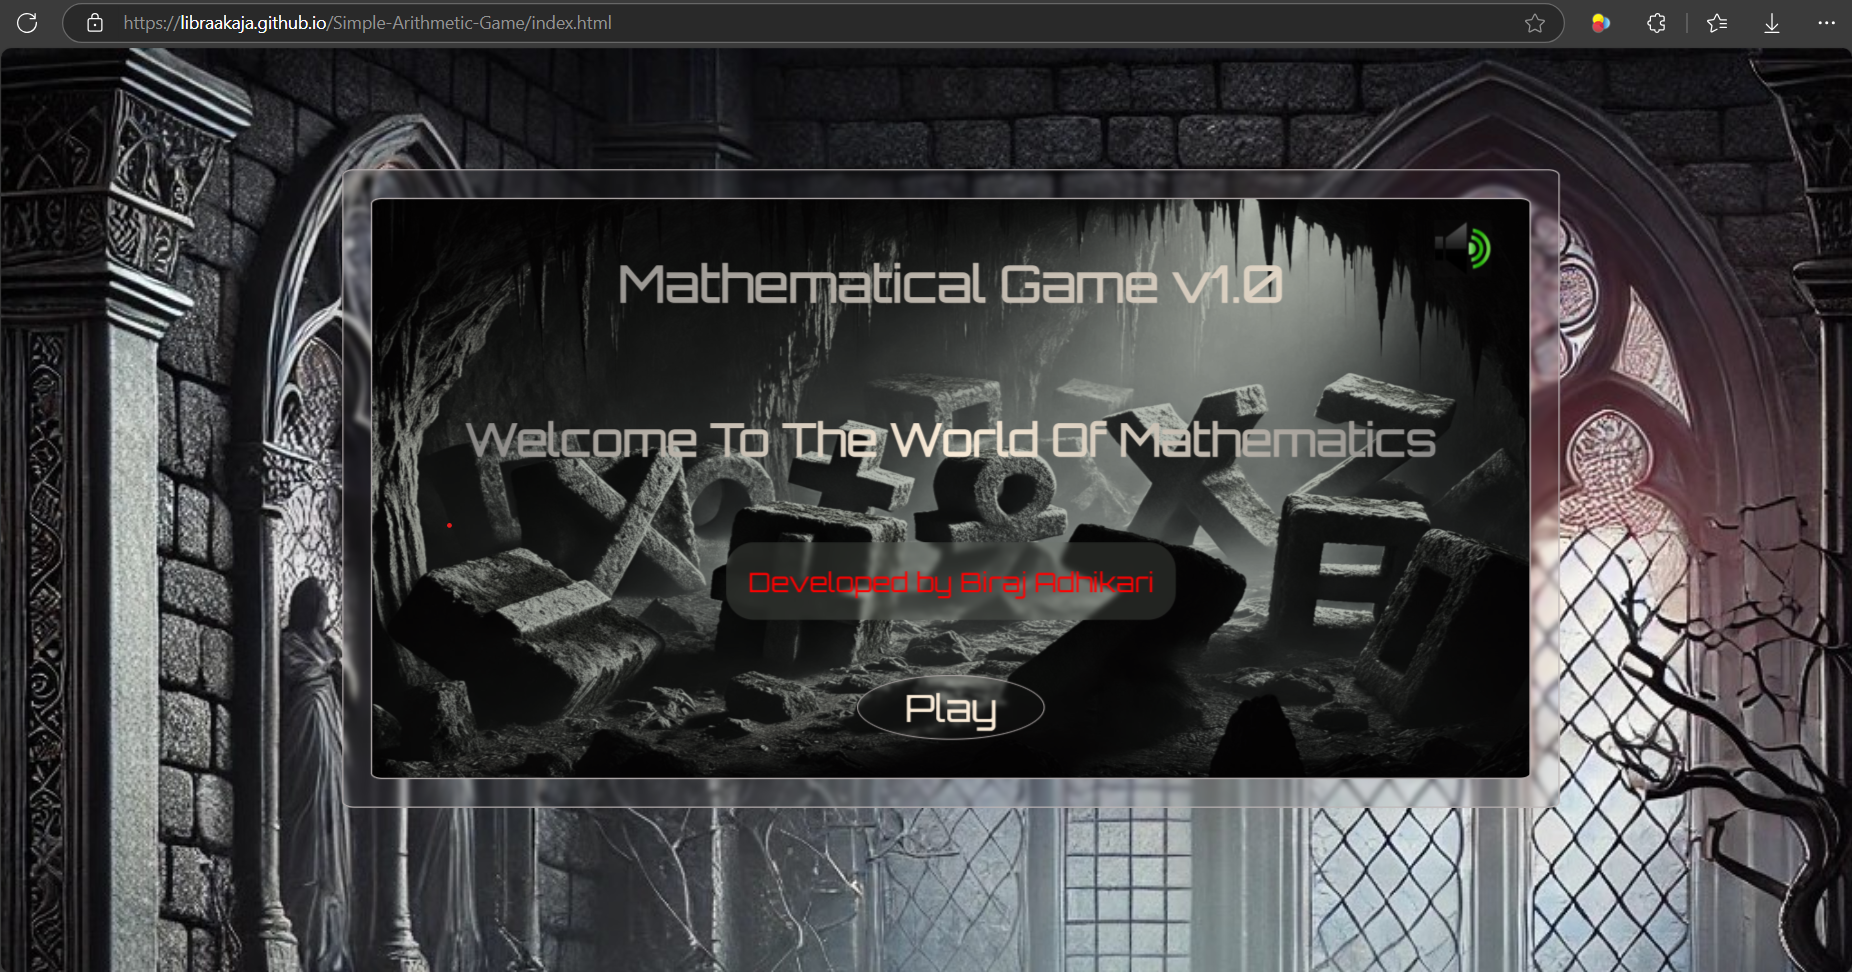 https://libraakaja.github.io/Simple-Arithmetic-Game/index.html
Mathematical Game v1.0
Welcome To The World Of Mathematics
Developed by Biraj Adhikari
Play